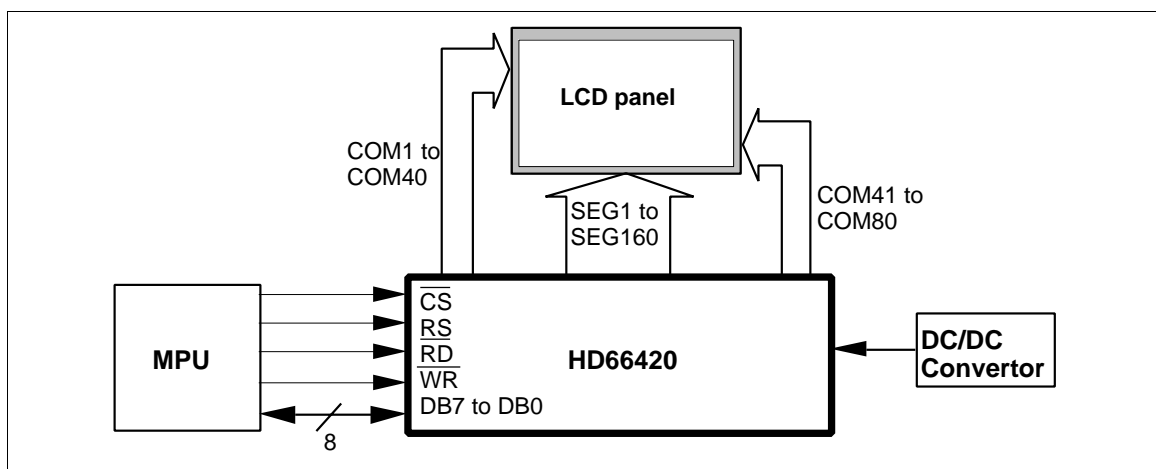 LCD panel
COM1 to
COM40
SEG1 to
SEG160
COM41 to
COM80
MPU
CS
RS
RD
WR
DB7 to DB0
8
HD66420
DC/DC
Convertor